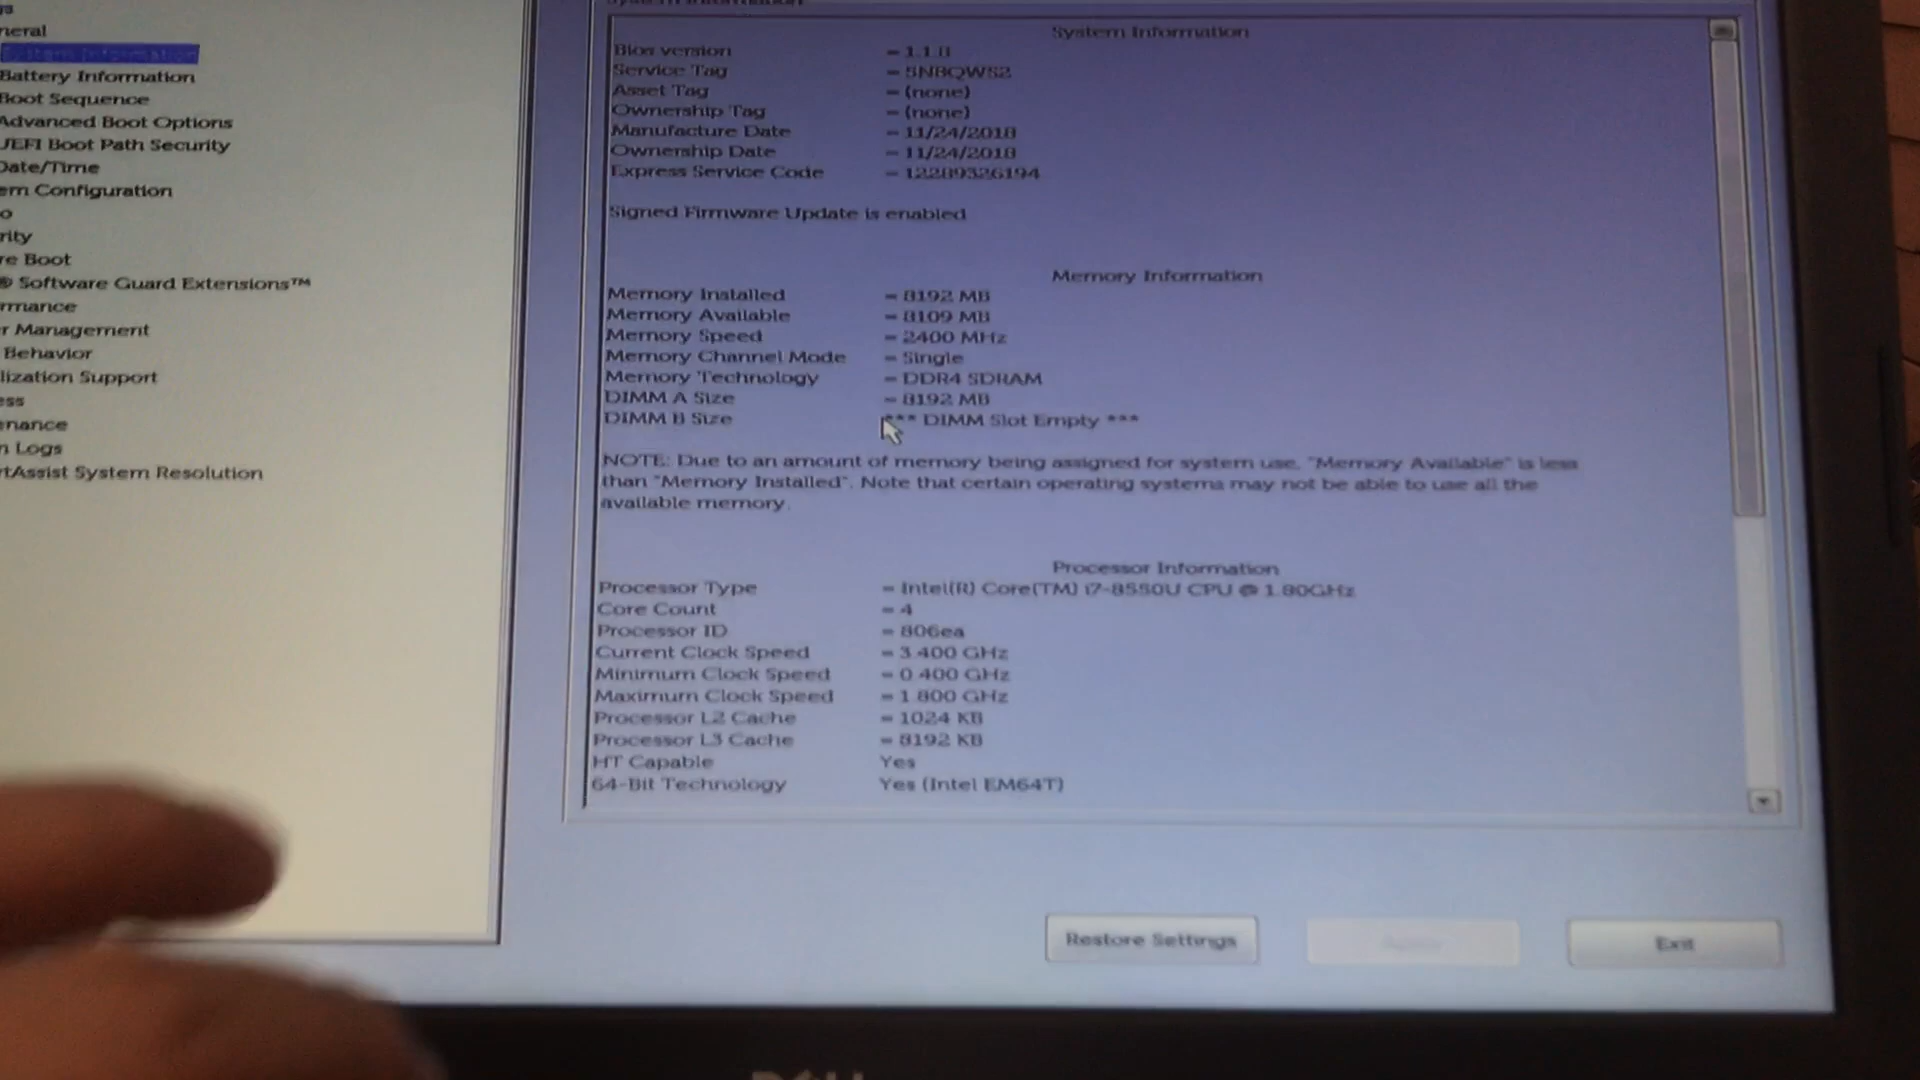 neral
System Information
Battery Information
Boot Sequence
Advanced Boot Options
UEFI Boot Path Security
Date/Time
em Configuration
o
rity
re Boot
® Software Guard Extensions™
rmance
r Management
Behavior
lization Support
ess
enance
n Logs
rtAssist System Resolution
System Information
System Information
Bios version = 1.1.8
Service Tag
Asset Tag = (none)
Ownership Tag = (none)
Manufacture Date = 11/24/2018
Ownership Date = 11/24/2018
Express Service Code = 12289326194
Signed Firmware Update is enabled
Memory Information
Memory Installed = 8192 MB
Memory Available = 8109 MB
Memory Speed = 2400 MHz
Memory Channel Mode = Single
Memory Technology = DDR4 SDRAM
DIMM A Size = 8192 MB
DIMM B Size *** DIMM Slot Empty ***
NOTE: Due to an amount of memory being assigned for system use, "Memory Available" is less
than "Memory Installed". Note that certain operating systems may not be able to use all the
available memory.
Processor Information
Processor Type = Intel(R) Core(TM) i7-8550U CPU @ 1.80GHz
Core Count = 4
Processor ID = 806ea
Current Clock Speed = 3.400 GHz
Minimum Clock Speed = 0.400 GHz
Maximum Clock Speed = 1.800 GHz
Processor L2 Cache = 1024 KB
Processor L3 Cache = 8192 KB
HT Capable Yes
64-Bit Technology Yes (Intel EM64T)
Restore Settings
Exit
DELL